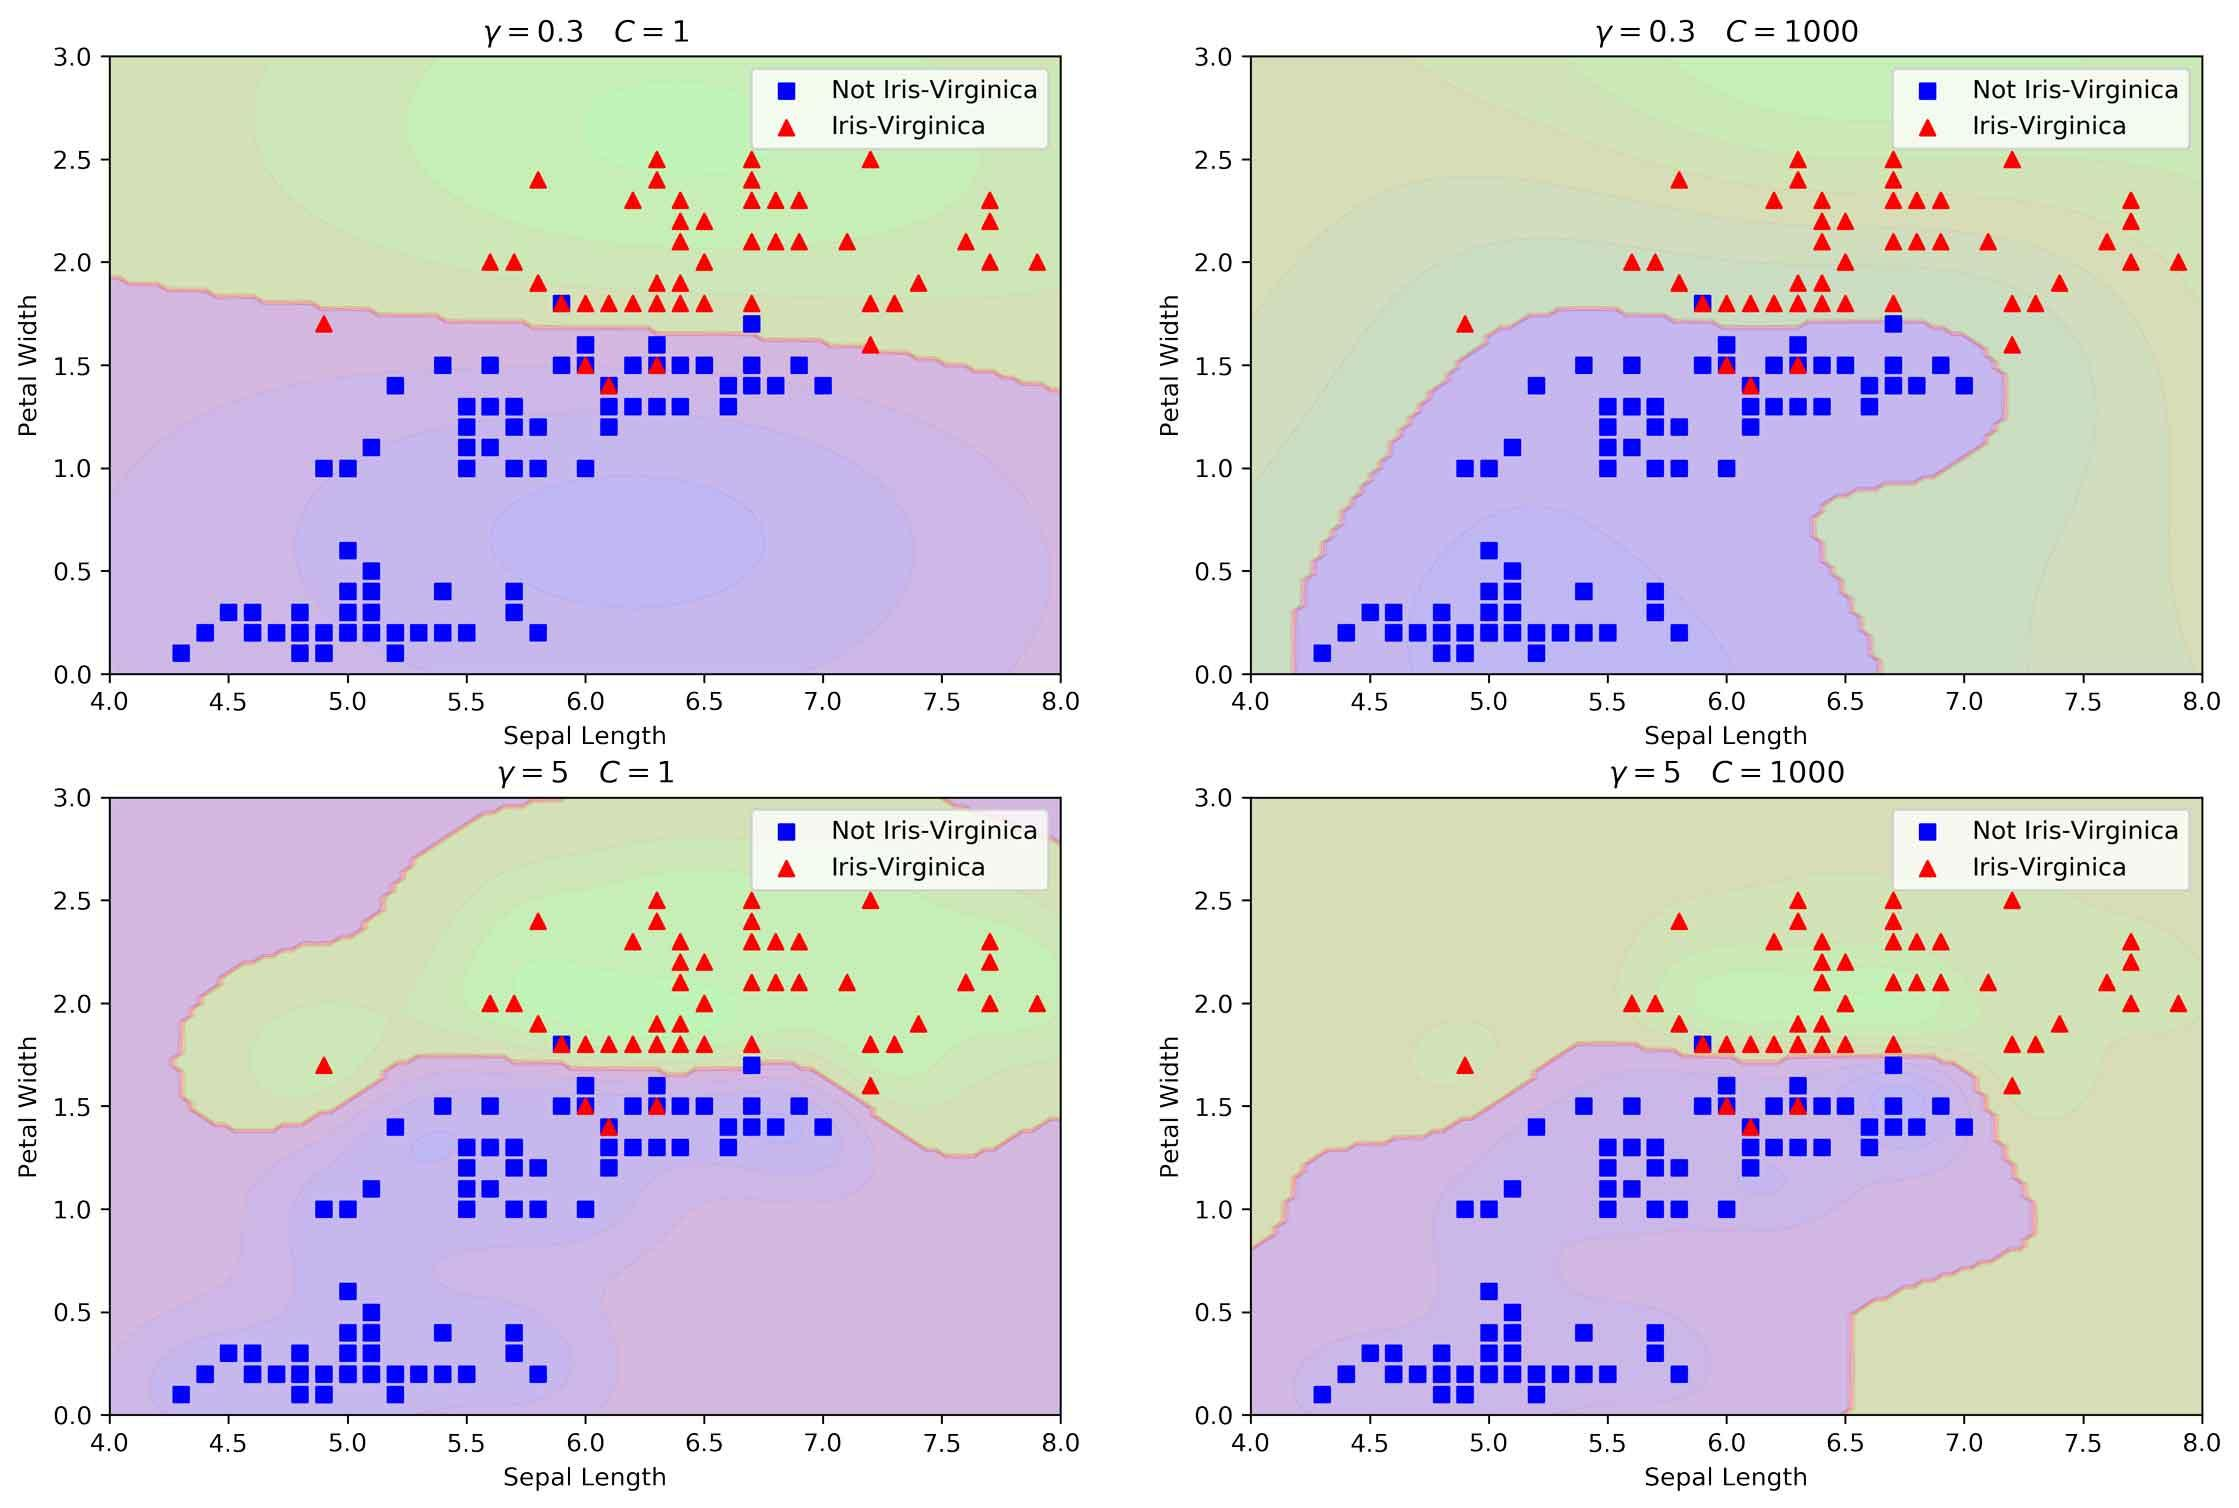 γ = 0.3 C = 1
3.0
2.5
2.0
1.5
1.0
0.5
0.0
Petal Width
Not Iris-Virginica
Iris-Virginica
4.0 4.5 5.0 5.5 6.0 6.5 7.0 7.5 8.0
Sepal Length
γ = 0.3 C = 1000
3.0
2.5
2.0
1.5
1.0
0.5
0.0
Petal Width
Not Iris-Virginica
Iris-Virginica
4.0 4.5 5.0 5.5 6.0 6.5 7.0 7.5 8.0
Sepal Length
γ = 5 C = 1
3.0
2.5
2.0
1.5
1.0
0.5
0.0
Petal Width
Not Iris-Virginica
Iris-Virginica
4.0 4.5 5.0 5.5 6.0 6.5 7.0 7.5 8.0
Sepal Length
γ = 5 C = 1000
3.0
2.5
2.0
1.5
1.0
0.5
0.0
Petal Width
Not Iris-Virginica
Iris-Virginica
4.0 4.5 5.0 5.5 6.0 6.5 7.0 7.5 8.0
Sepal Length